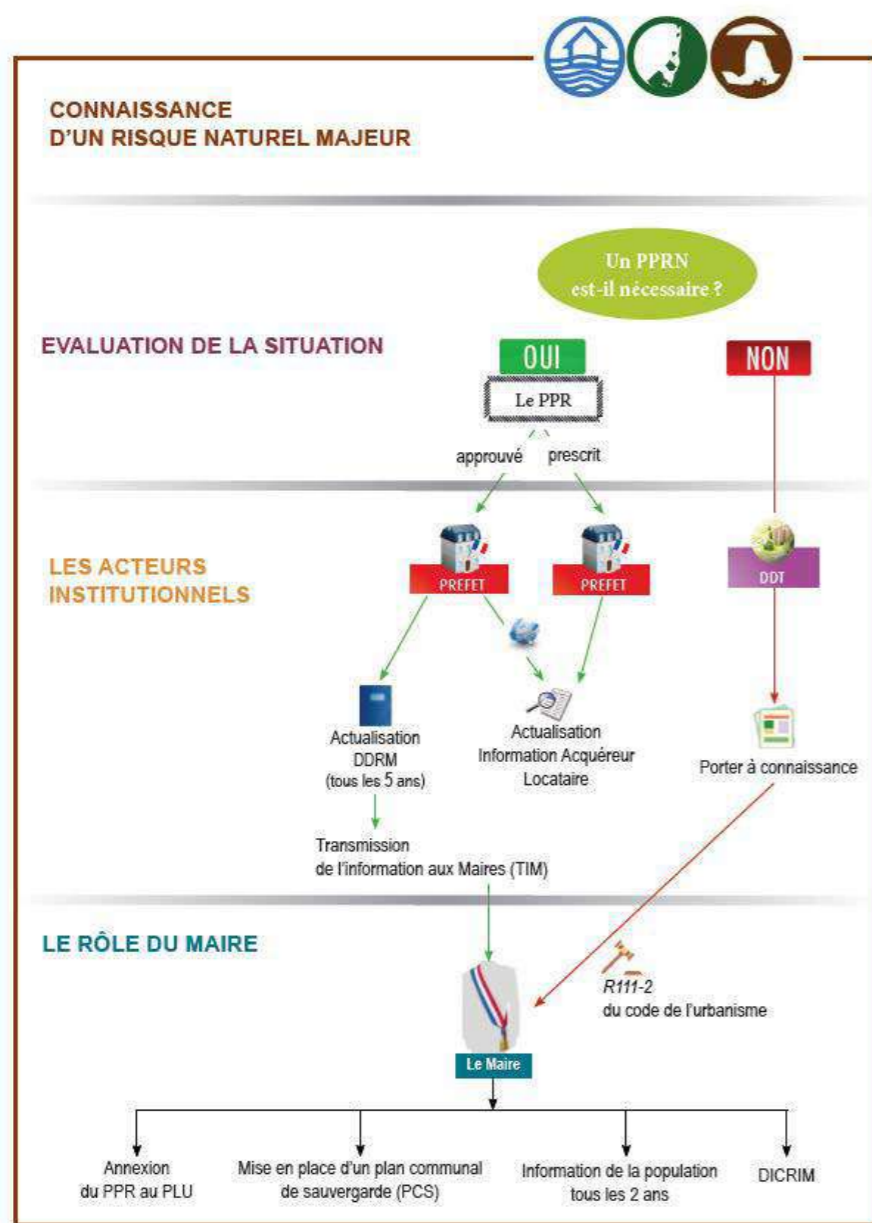 CONNAISSANCE
D'UN RISQUE NATUREL MAJEUR
Un PPRN
est-il nécessaire ?
EVALUATION DE LA SITUATION
OUI
NON
Le PPR
approuvé
prescrit
LES ACTEURS
INSTITUTIONNELS
PREFET
PREFET
DDT
Actualisation
DDRM
(tous les 5 ans)
Actualisation
Information Acquéreur
Locataire
Porter à connaissance
Transmission
de l'information aux Maires (TIM)
LE RÔLE DU MAIRE
R111-2
du code de l'urbanisme
Le Maire
Annexion
du PPR au PLU
Mise en place d'un plan communal
de sauvergarde (PCS)
Information de la population
tous les 2 ans
DICRIM